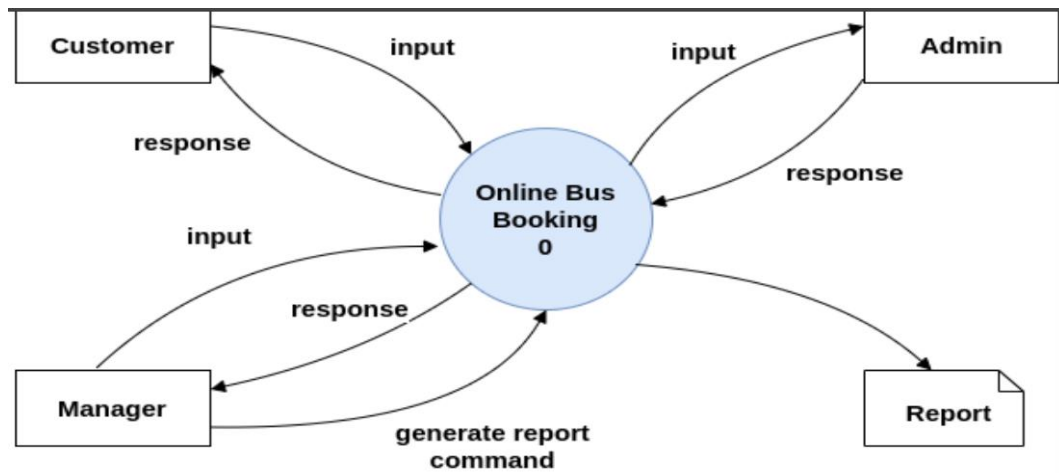 Customer
input
input
Admin
response
response
Online Bus
Booking
0
input
response
Manager
generate report
command
Report